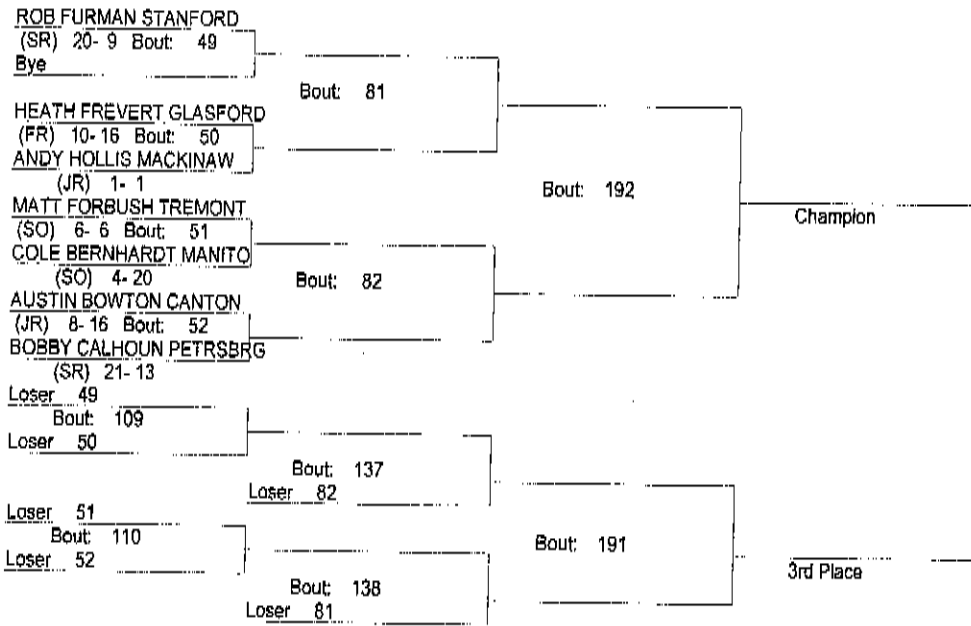 ROB FURMAN STANFORD
(SR) 20- 9 Bout: 49
Bye
Bout: 81
HEATH FREVERT GLASFORD
(FR) 10- 16 Bout: 50
ANDY HOLLIS MACKINAW
(JR) 1- 1
Bout: 192
MATT FORBUSH TREMONT
(SO) 6- 6 Bout: 51
Champion
COLE BERNHARDT MANITO
(SO) 4- 20
Bout: 82
AUSTIN BOWTON CANTON
(JR) 8- 16 Bout: 52
BOBBY CALHOUN PETRSBRG
(SR) 21- 13
Loser 49
Bout: 109
Loser 50
Bout: 137
Loser 82
Loser 51
Bout: 110
Bout: 191
Loser 52
3rd Place
Bout: 138
Loser 81